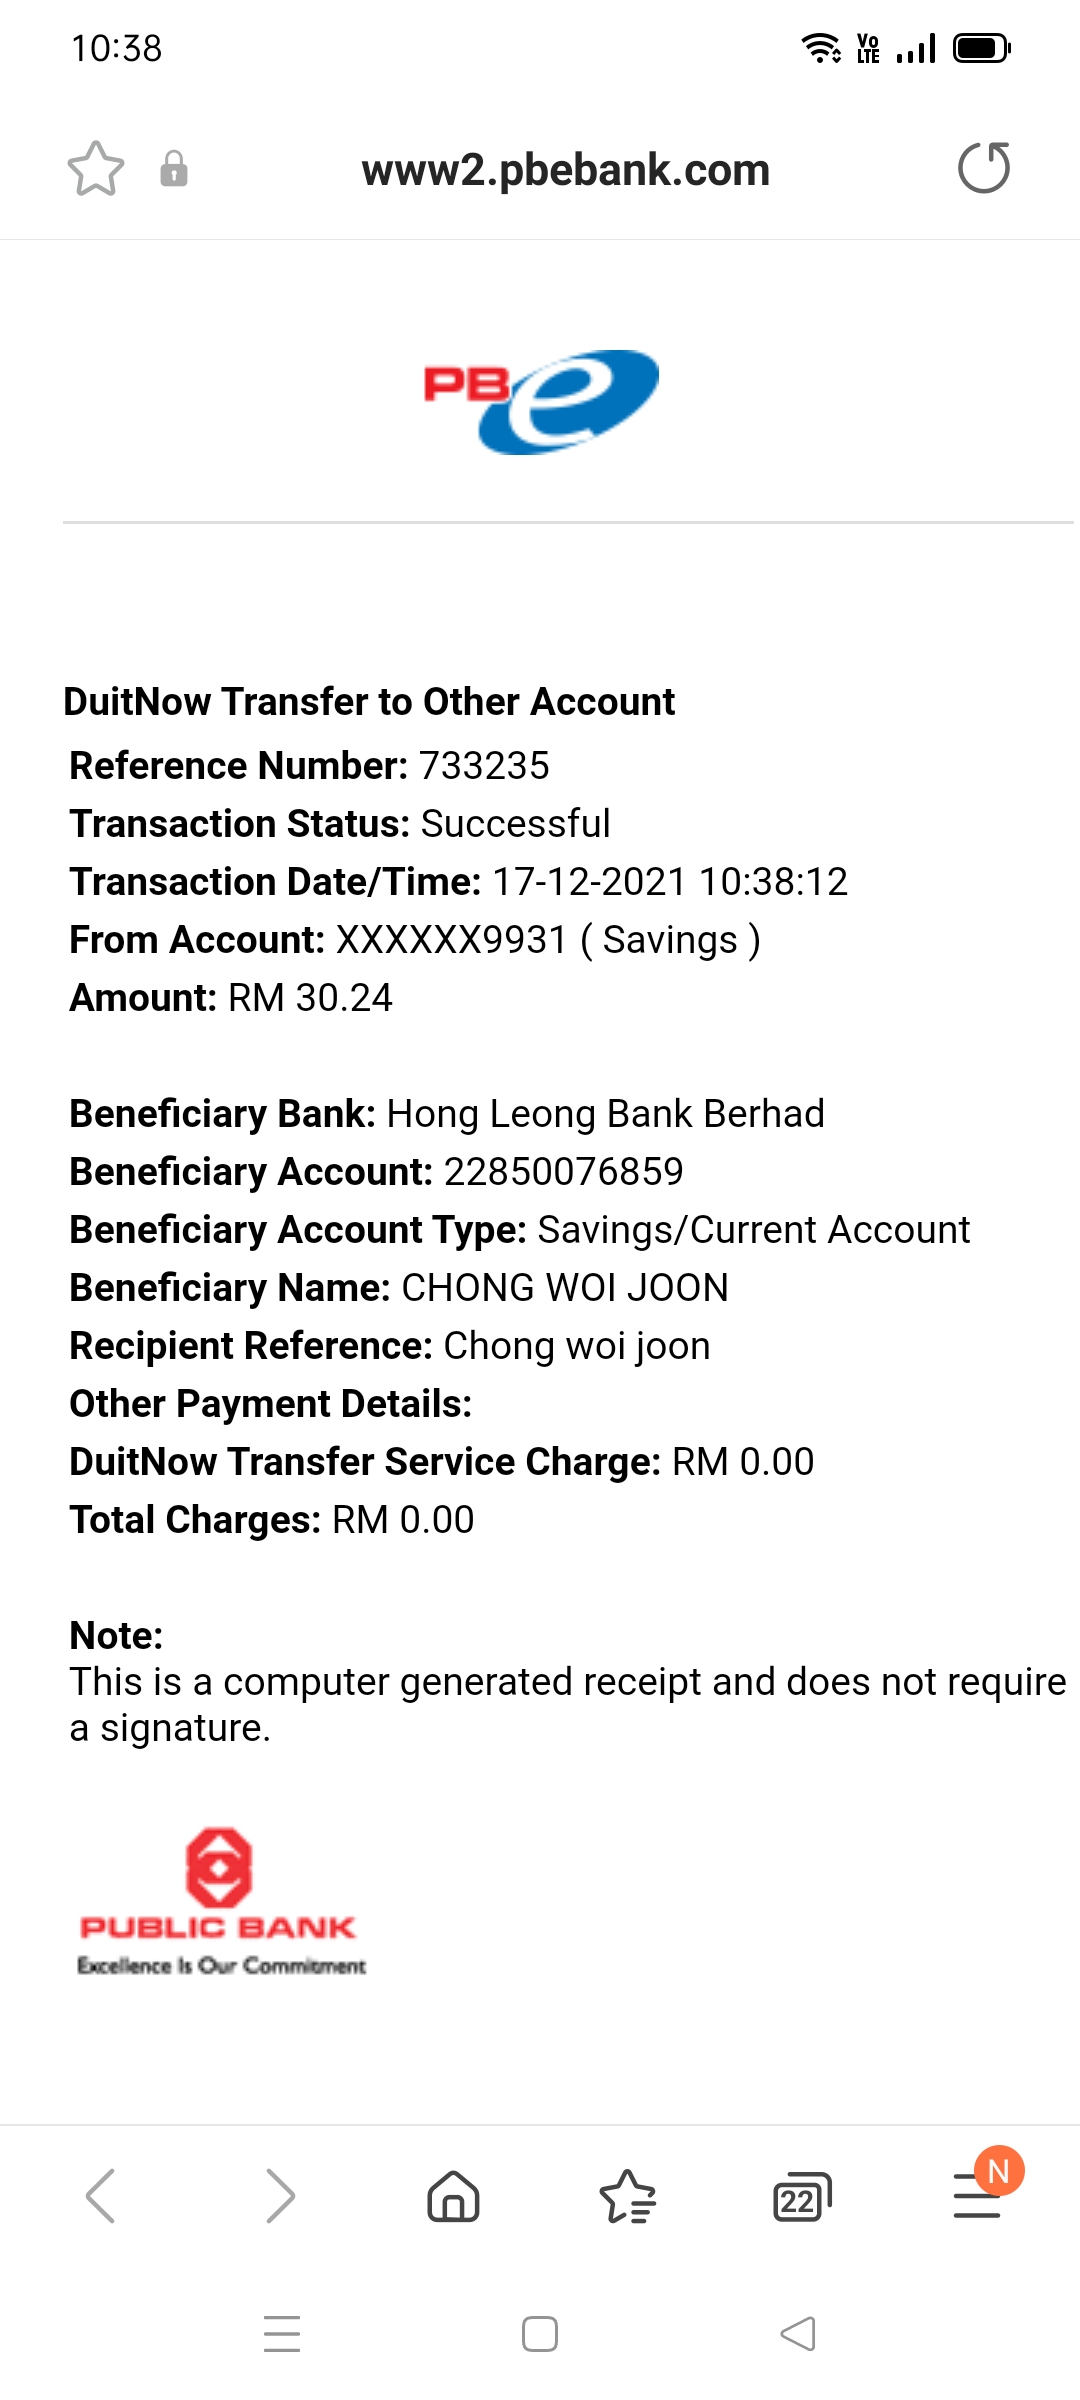 10:38
Vo
LTE
www2.pbebank.com
PBe
DuitNow Transfer to Other Account
Reference Number: 733235
Transaction Status: Successful
Transaction Date/Time: 17-12-2021 10:38:12
From Account: XXXXXX9931 ( Savings )
Amount: RM 30.24
Beneficiary Bank: Hong Leong Bank Berhad
Beneficiary Account: 22850076859
Beneficiary Account Type: Savings/Current Account
Beneficiary Name: CHONG WOI JOON
Recipient Reference: Chong woi joon
Other Payment Details:
DuitNow Transfer Service Charge: RM 0.00
Total Charges: RM 0.00
Note:
This is a computer generated receipt and does not require
a signature.
PUBLIC BANK
Excellence Is Our Commitment
22
N